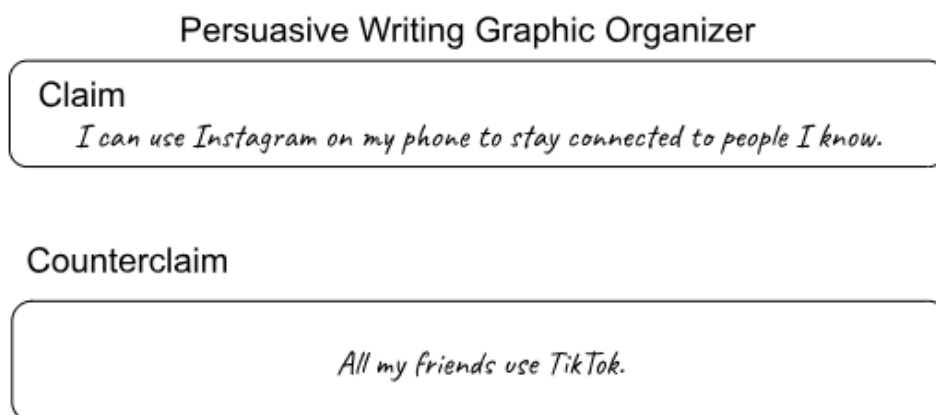 Persuasive Writing Graphic Organizer
Claim
I can use Instagram on my phone to stay connected to people I know.
Counterclaim
All my friends use TikTok.